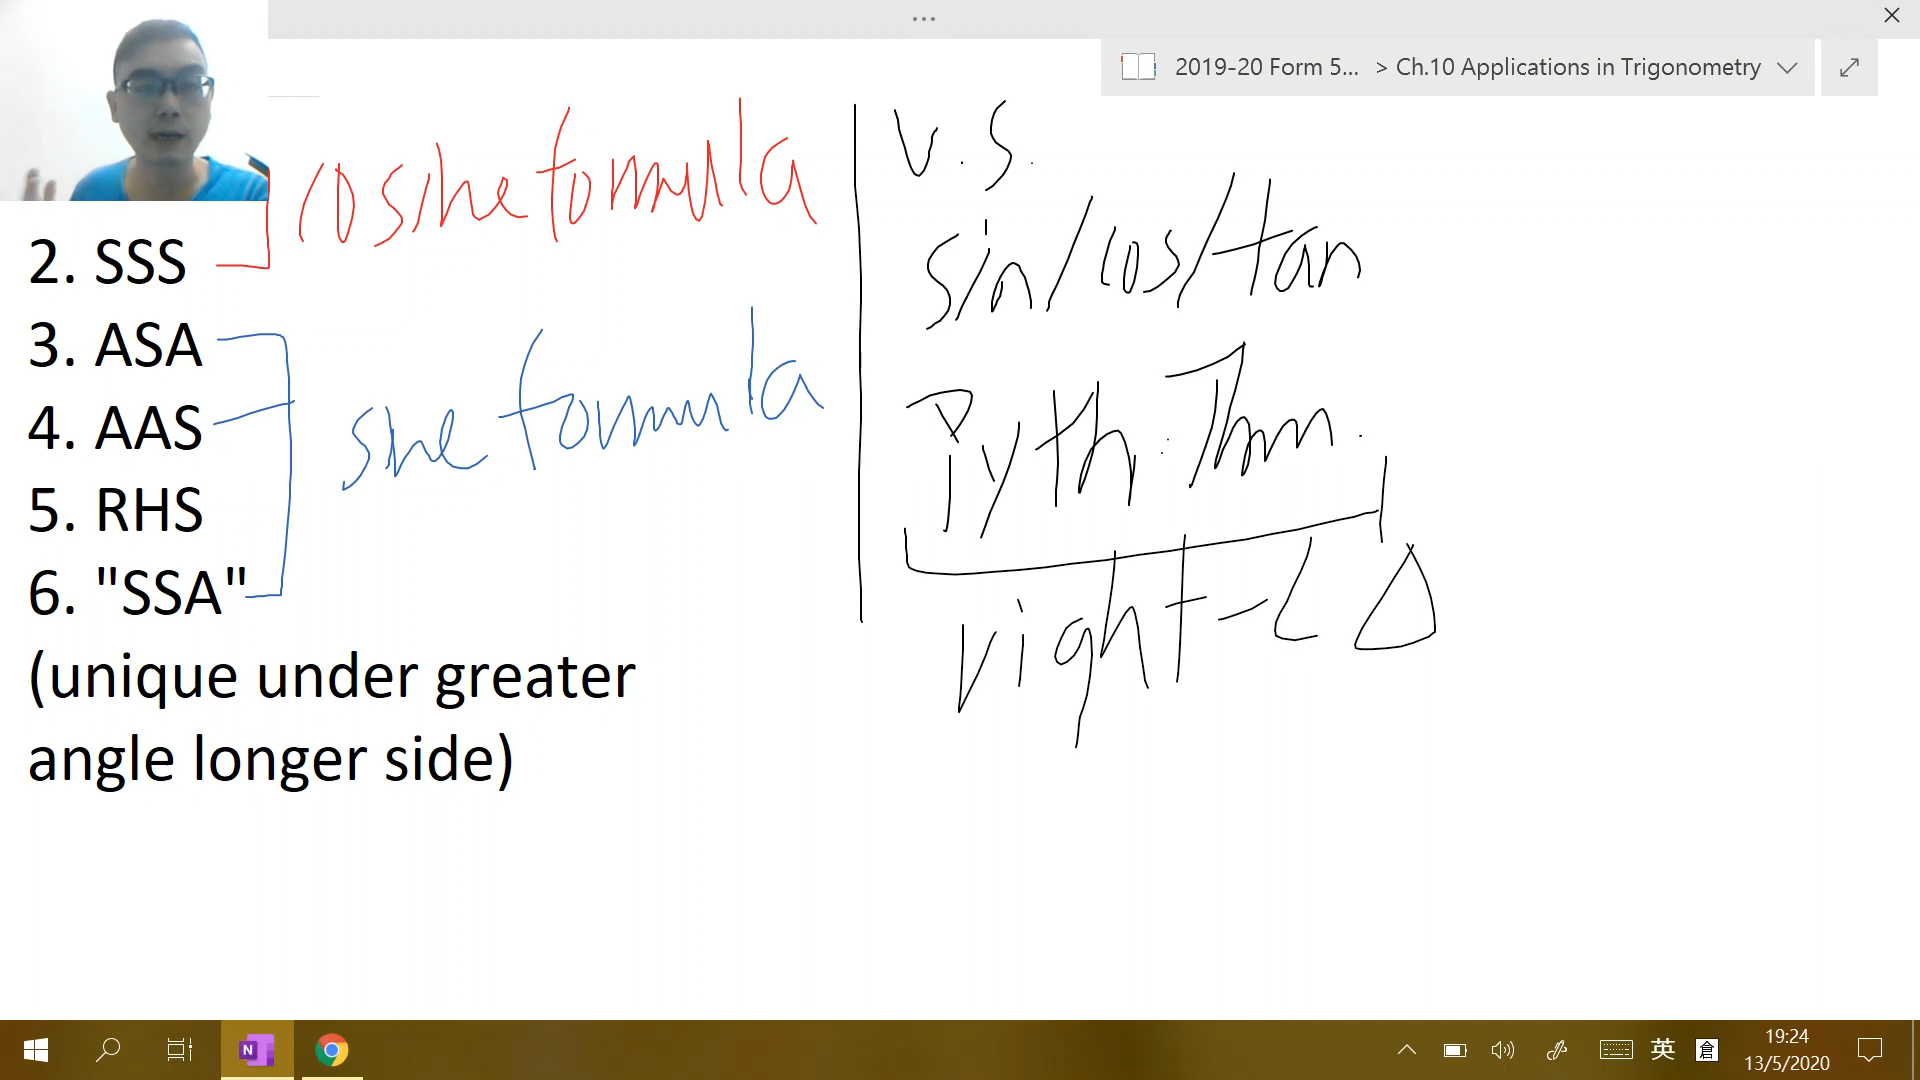 2019-20 Form 5... > Ch.10 Applications in Trigonometry
cosine formula
2. SSS
3. ASA
4. AAS
5. RHS
6. "SSA"
(unique under greater
angle longer side)
sine formula
v.s.
sin/cos/tan
Pyth. Thm.
right-∠ Δ
N
英
倉
19:24
13/5/2020